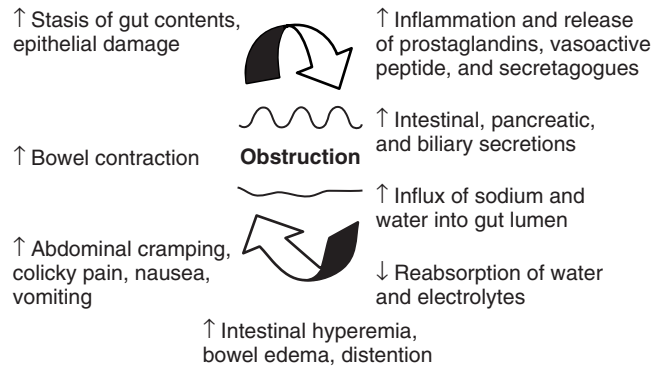 ↑ Stasis of gut contents,
epithelial damage
↑ Inflammation and release
of prostaglandins, vasoactive
peptide, and secretagogues
↑ Intestinal, pancreatic,
and biliary secretions
↑ Bowel contraction
Obstruction
↑ Influx of sodium and
water into gut lumen
↑ Abdominal cramping,
colicky pain, nausea,
vomiting
↓ Reabsorption of water
and electrolytes
↑ Intestinal hyperemia,
bowel edema, distention